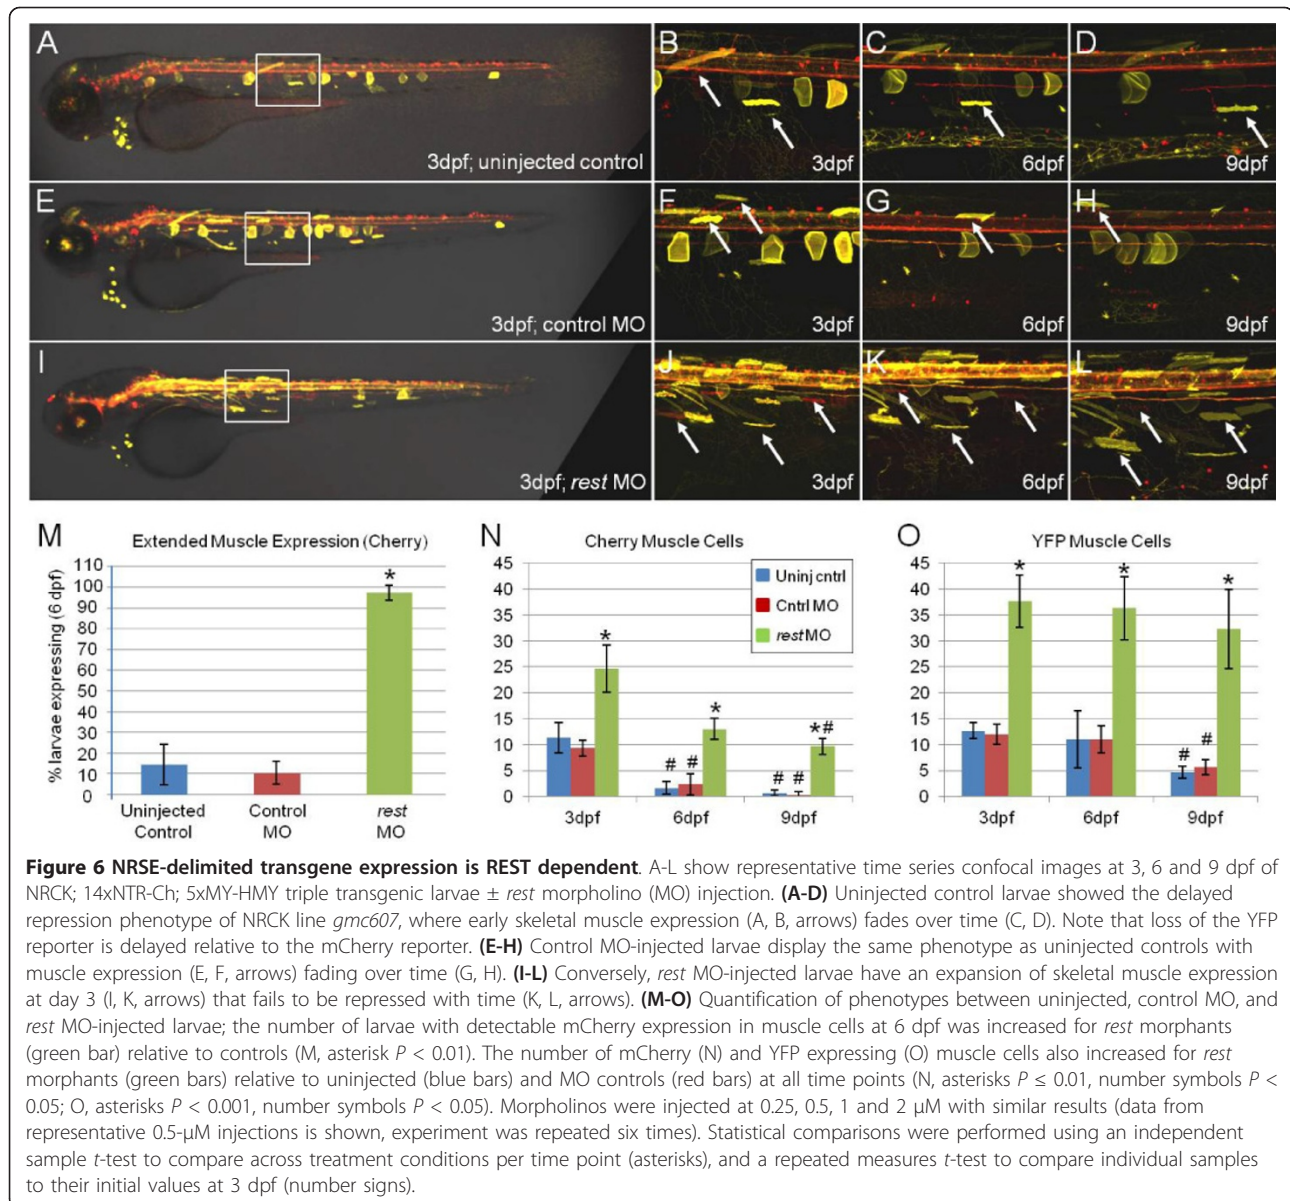 A
B
C
D
3dpf; uninjected control
3dpf
6dpf
9dpf
E
F
G
H
3dpf; control MO
3dpf
6dpf
9dpf
I
J
K
L
3dpf; rest MO
3dpf
6dpf
9dpf
M
Extended Muscle Expression (Cherry)
% larvae expressing (6 dpf)
110
100
90
80
70
60
50
40
30
20
10
0
*
Uninjected
Control
Control
MO
rest
MO
N
Cherry Muscle Cells
45
40
35
30
25
20
15
10
5
0
Uninj cntrl
Cntrl MO
rest MO
*
# # *
# # *#
3dpf
6dpf
9dpf
O
YFP Muscle Cells
45
40
35
30
25
20
15
10
5
0
*
*
# # *
3dpf
6dpf
9dpf
Figure 6 NRSE-delimited transgene expression is REST dependent. A-L show representative time series confocal images at 3, 6 and 9 dpf of
NRCK; 14xNTR-Ch; 5xMY-HMY triple transgenic larvae ± rest morpholino (MO) injection. (A-D) Uninjected control larvae showed the delayed
repression phenotype of NRCK line gmc607, where early skeletal muscle expression (A, B, arrows) fades over time (C, D). Note that loss of the YFP
reporter is delayed relative to the mCherry reporter. (E-H) Control MO-injected larvae display the same phenotype as uninjected controls with
muscle expression (E, F, arrows) fading over time (G, H). (I-L) Conversely, rest MO-injected larvae have an expansion of skeletal muscle expression
at day 3 (I, K, arrows) that fails to be repressed with time (K, L, arrows). (M-O) Quantification of phenotypes between uninjected, control MO, and
rest MO-injected larvae; the number of larvae with detectable mCherry expression in muscle cells at 6 dpf was increased for rest morphants
(green bar) relative to controls (M, asterisk P < 0.01). The number of mCherry (N) and YFP expressing (O) muscle cells also increased for rest
morphants (green bars) relative to uninjected (blue bars) and MO controls (red bars) at all time points (N, asterisks P ≤ 0.01, number symbols P <
0.05; O, asterisks P < 0.001, number symbols P < 0.05). Morpholinos were injected at 0.25, 0.5, 1 and 2 μM with similar results (data from
representative 0.5-μM injections is shown, experiment was repeated six times). Statistical comparisons were performed using an independent
sample t-test to compare across treatment conditions per time point (asterisks), and a repeated measures t-test to compare individual samples
to their initial values at 3 dpf (number signs).